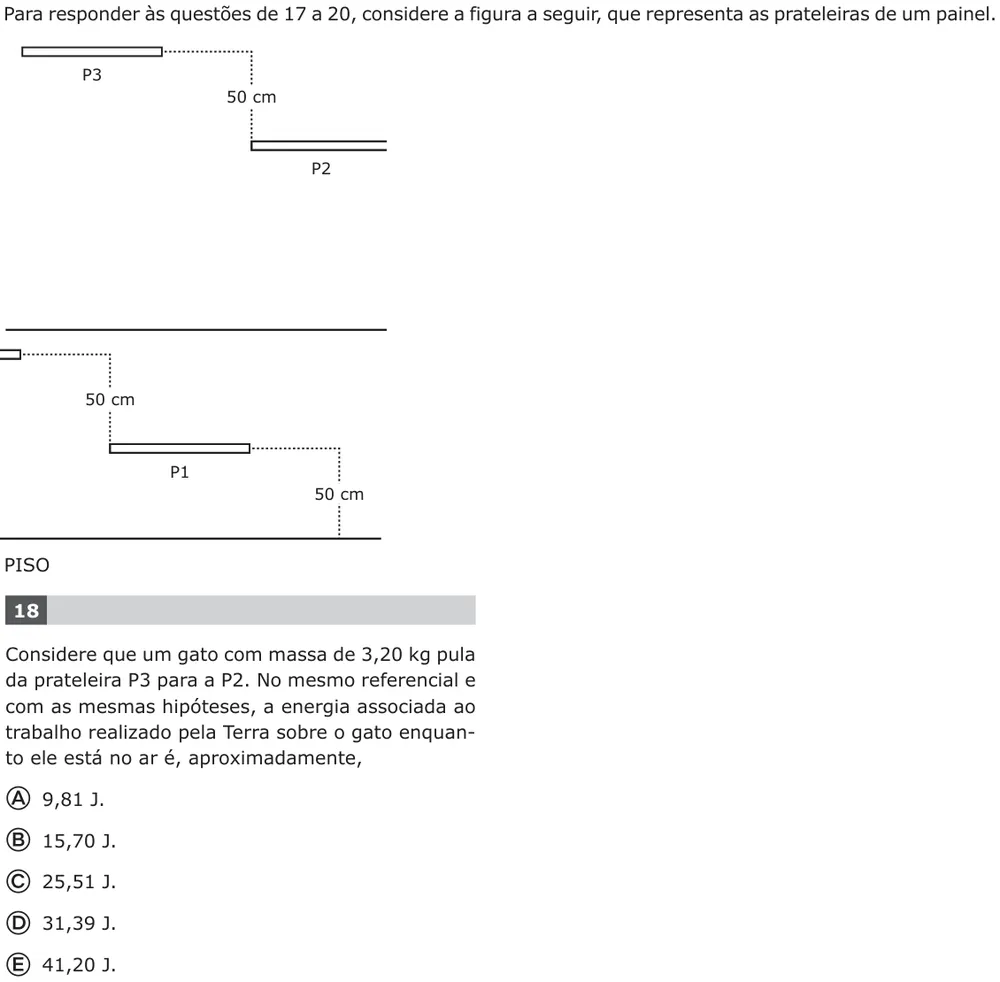 Para responder às questões de 17 a 20, considere a figura a seguir, que representa as prateleiras de um painel.
P3
50 cm
P2
50 cm
P1
50 cm
PISO
18
Considere que um gato com massa de 3,20 kg pula
da prateleira P3 para a P2. No mesmo referencial e
com as mesmas hipóteses, a energia associada ao
trabalho realizado pela Terra sobre o gato enquan-
to ele está no ar é, aproximadamente,
A 9,81 J.
B 15,70 J.
C 25,51 J.
D 31,39 J.
E 41,20 J.